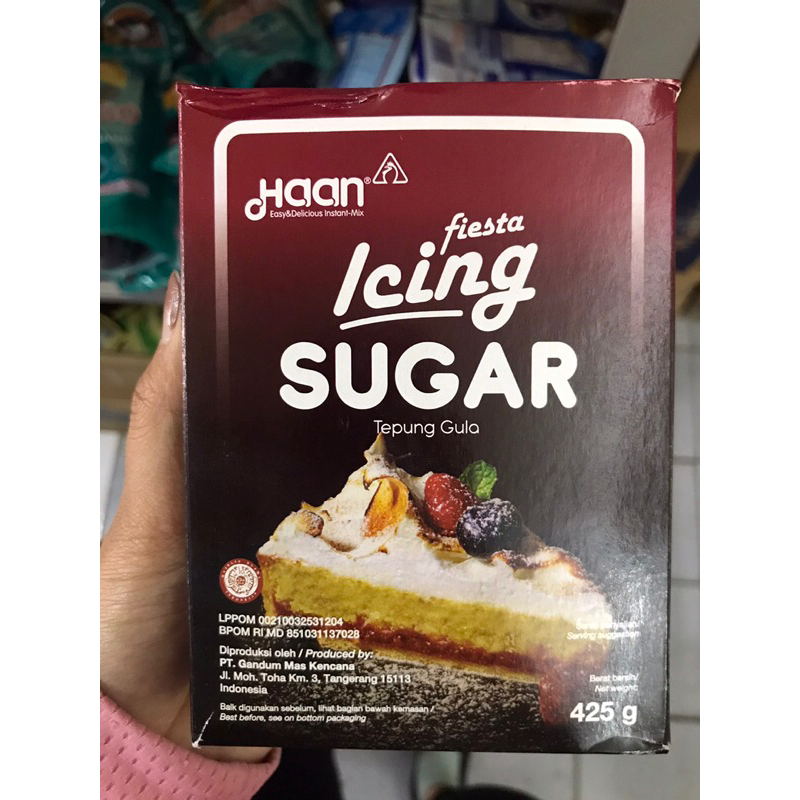 Haan®
Easy&Delicious Instant-Mix
fiesta
Icing
SUGAR
Tepung Gula
LPPOM 00210032531204
BPOM RI MD 851031137028
Diproduksi oleh / Produced by:
PT. Gandum Mas Kencana
Jl. Moh. Toha Km. 3, Tangerang 15113
Indonesia
Baik digunakan sebelum, lihat bagian bawah kemasan /
Best before, see on bottom packaging
Serving suggestion
Berat bersih/
Net weight:
425 g